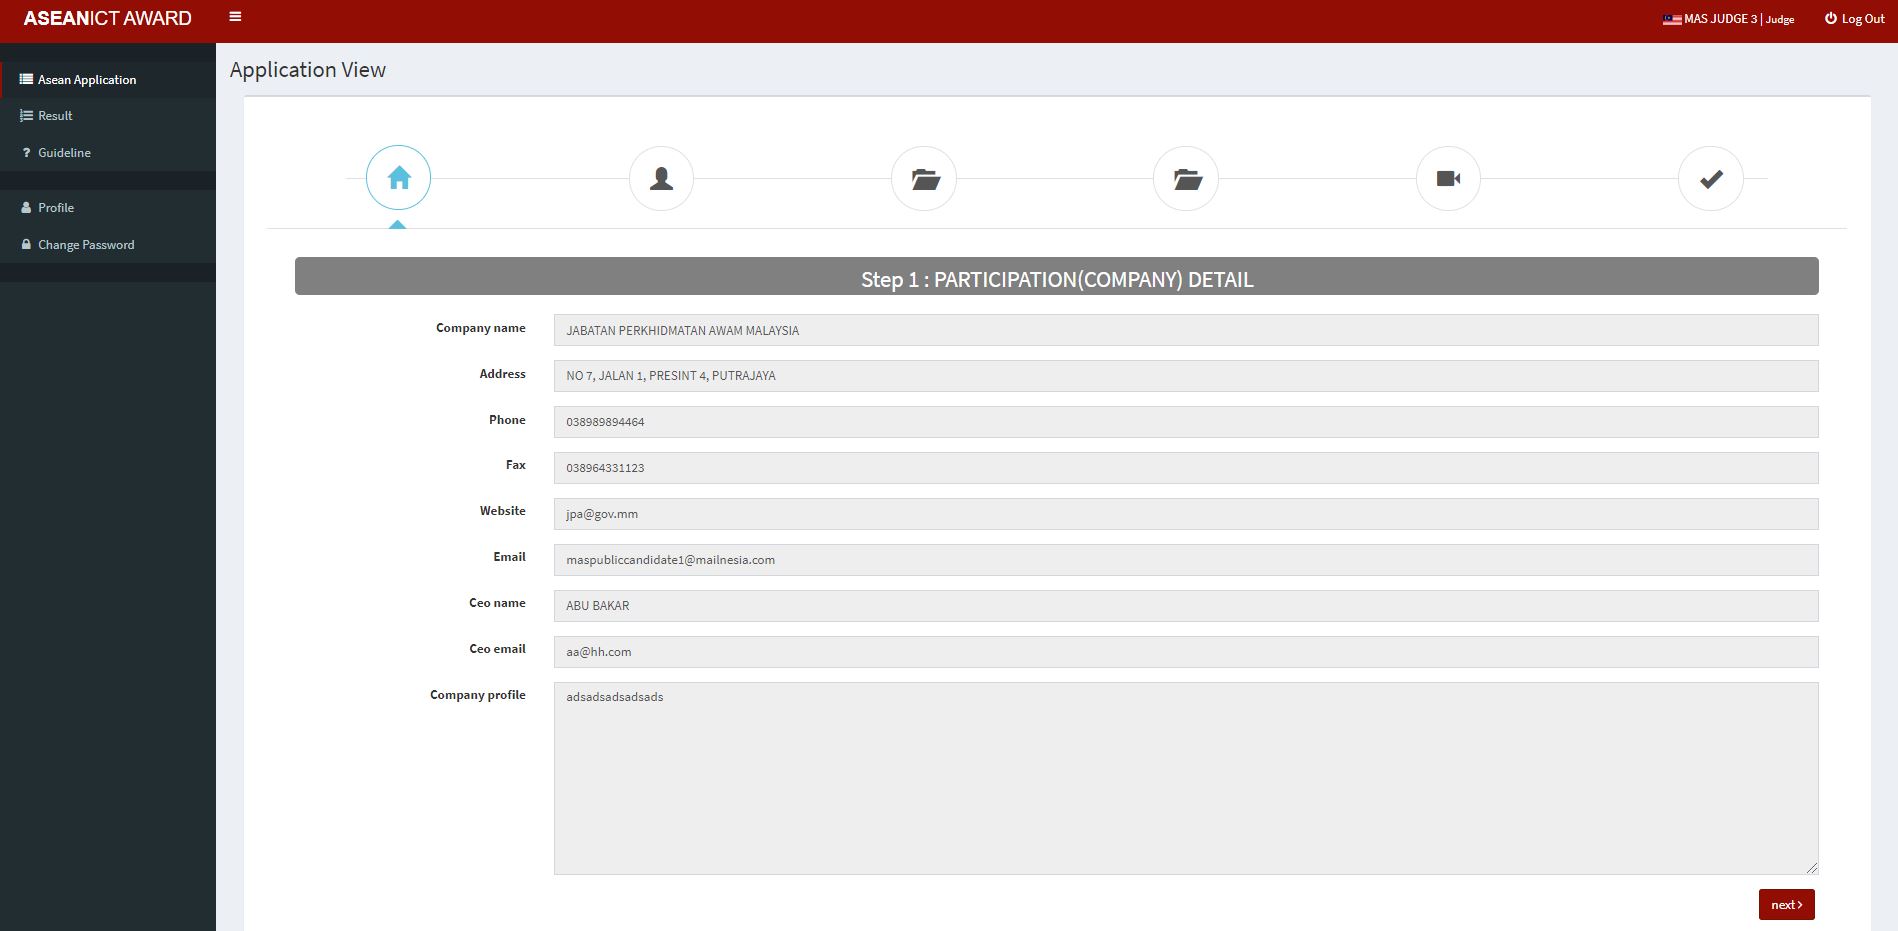 ASEANICT AWARD
MAS JUDGE 3 | Judge
Log Out
Asean Application
Result
? Guideline
Profile
Change Password
Application View
Step 1 : PARTICIPATION(COMPANY) DETAIL
Company name JABATAN PERKHIDMATAN AWAM MALAYSIA
Address NO 7, JALAN 1, PRESINT 4, PUTRAJAYA
Phone 038989894464
Fax 038964331123
Website jpa@gov.mm
Email maspubliccandidate1@mailnesia.com
Ceo name ABU BAKAR
Ceo email aa@hh.com
Company profile adsadsadsadsads
next ›